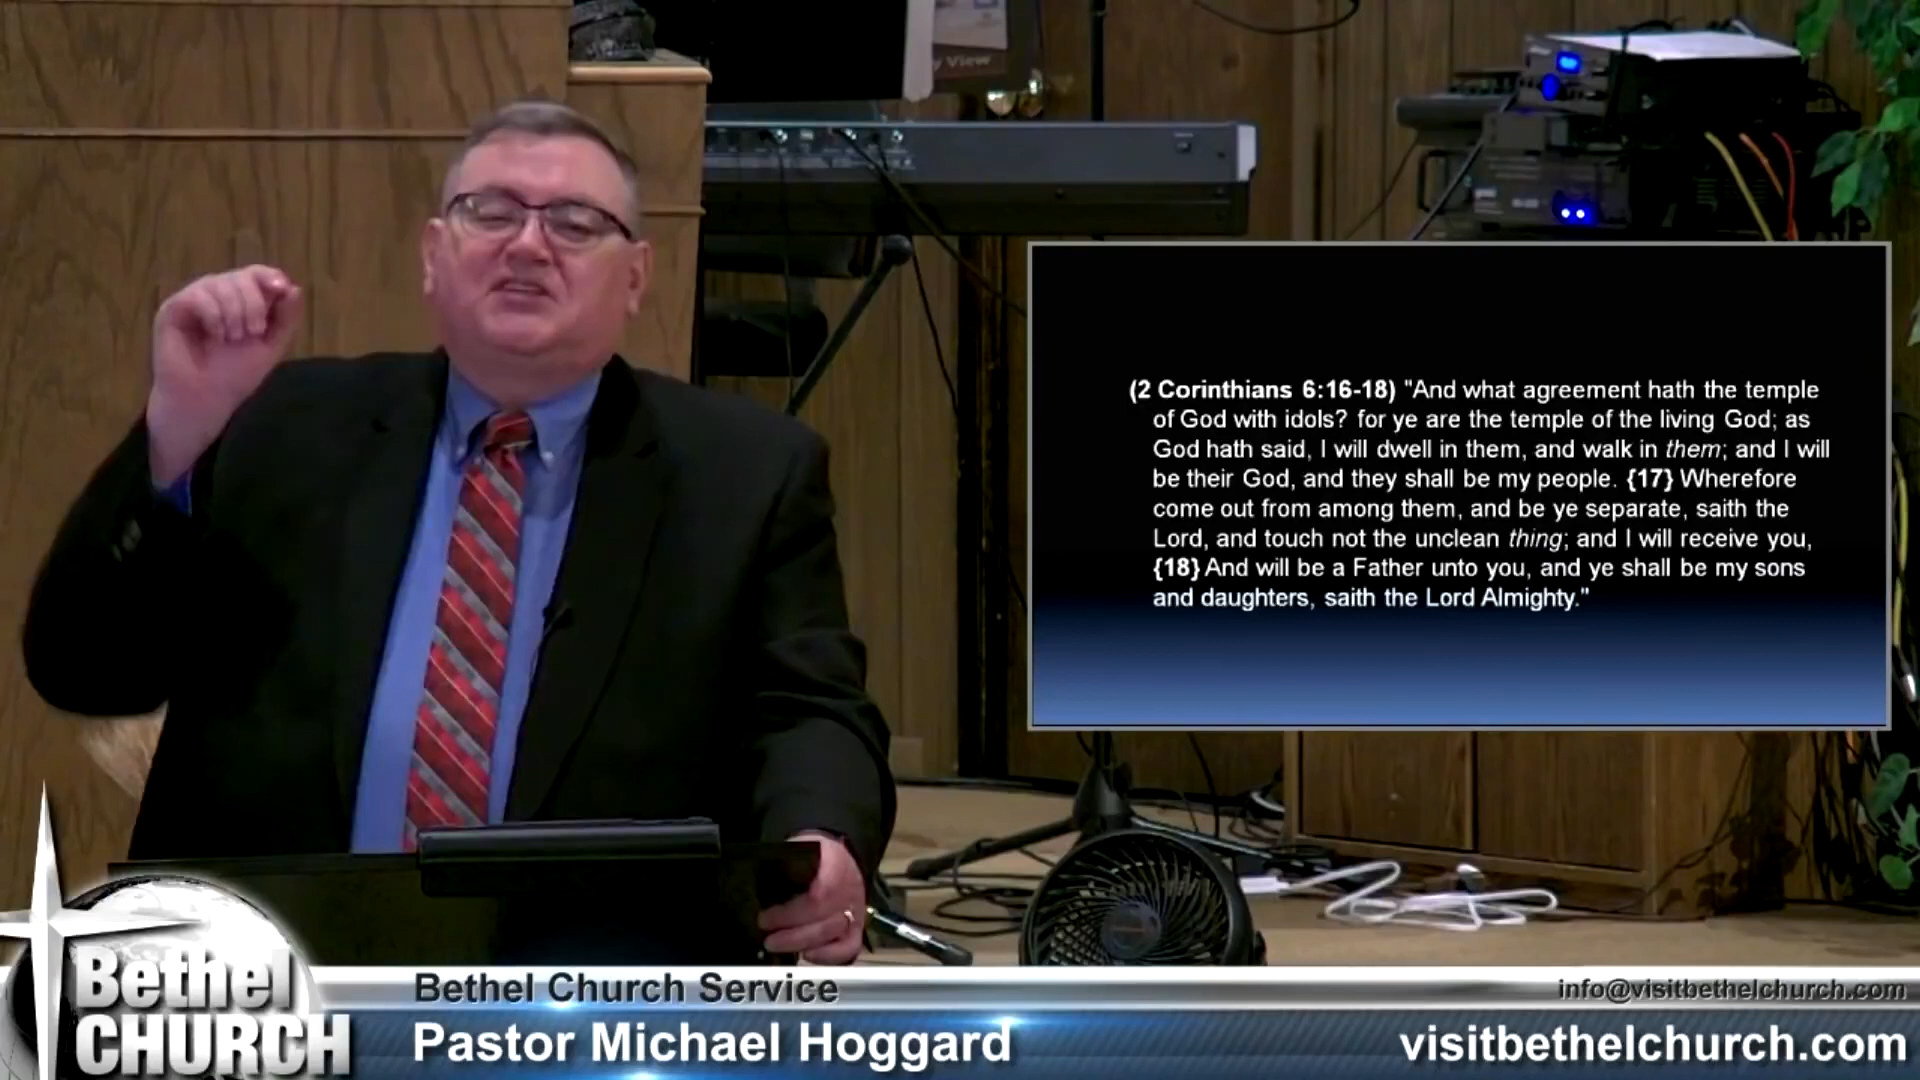 y View
(2 Corinthians 6:16-18) "And what agreement hath the temple
of God with idols? for ye are the temple of the living God; as
God hath said, I will dwell in them, and walk in them; and I will
be their God, and they shall be my people. {17} Wherefore
come out from among them, and be ye separate, saith the
Lord, and touch not the unclean thing; and I will receive you,
{18} And will be a Father unto you, and ye shall be my sons
and daughters, saith the Lord Almighty."
Bethel
CHURCH
Bethel Church Service
Pastor Michael Hoggard
info@visitbethelchurch.com
visitbethelchurch.com